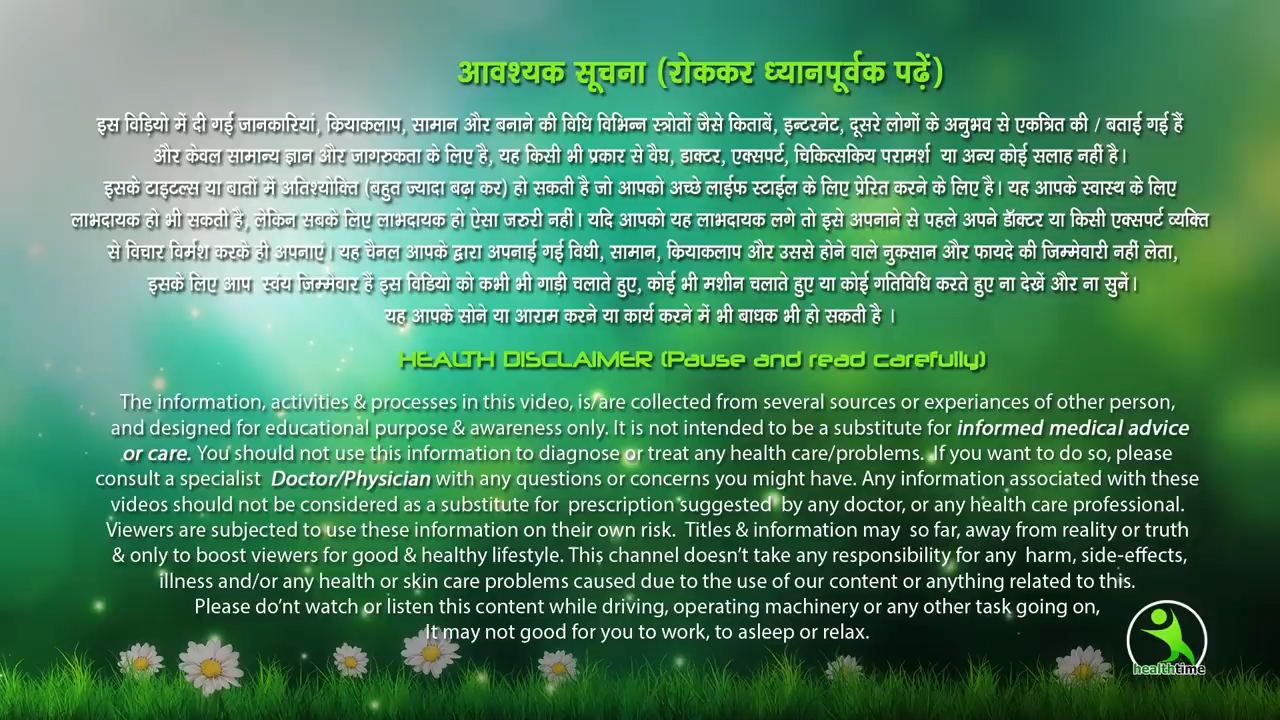 आवश्यक सूचना (रोककर ध्यानपूर्वक पढ़ें)
इस विड़ियो में दी गई जानकारियां, कियाकलाप, सामान और बनाने की विधि विभिन्न स्त्रोतों जैसे किताबें, इन्टरनेट, दूसरे लोगों के अनुभव से एकत्रित की / बताई गई हैं
और केवल सामान्य ज्ञान और जागरुकता के लिए है, यह किसी भी प्रकार से वैघ, डाक्टर, एक्सपर्ट, चिकित्सकिय परामर्श या अन्य कोई सलाह नहीं है।
इसके टाइटल्स या बातों में अतिश्योक्ति (बहुत ज्यादा बढ़ा कर) हो सकती है जो आपको अच्छे लाईफ स्टाईल के लिए प्रेरित करने के लिए है। यह आपके स्वास्थ के लिए
लाभदायक हो भी सकती है, लेकिन सबके लिए लाभदायक हो ऐसा जरुरी नहीं। यदि आपको यह लाभदायक लगे तो इसे अपनाने से पहले अपने डॅाक्टर या किसी एक्सपर्ट व्यक्ति
से विचार विर्मश करके ही अपनाएं। यह चैनल आपके द्वारा अपनाई गई विधी, सामान, कियाकलाप और उससे होने वाले नुकसान और फायदे की जिम्मेवारी नहीं लेता,
इसके लिए आप स्वंय जिम्मेवार हैं इस विडियो को कभी भी गाड़ी चलाते हुए, कोई भी मशीन चलाते हुए या कोई गतिविधि करते हुए ना देखें और ना सुनें।
यह आपके सोने या आराम करने या कार्य करने में भी बाधक भी हो सकती है ।
HEALTH DISCLAIMER (Pause and read carefully)
The information, activities & processes in this video, is/are collected from several sources or experiances of other person,
and designed for educational purpose & awareness only. It is not intended to be a substitute for informed medical advice
or care. You should not use this information to diagnose or treat any health care/problems. If you want to do so, please
consult a specialist Doctor/Physician with any questions or concerns you might have. Any information associated with these
videos should not be considered as a substitute for prescription suggested by any doctor, or any health care professional.
Viewers are subjected to use these information on their own risk. Titles & information may so far, away from reality or truth
& only to boost viewers for good & healthy lifestyle. This channel doesn't take any responsibility for any harm, side-effects,
illness and/or any health or skin care problems caused due to the use of our content or anything related to this.
Please do'nt watch or listen this content while driving, operating machinery or any other task going on,
It may not good for you to work, to asleep or relax.
healthtime